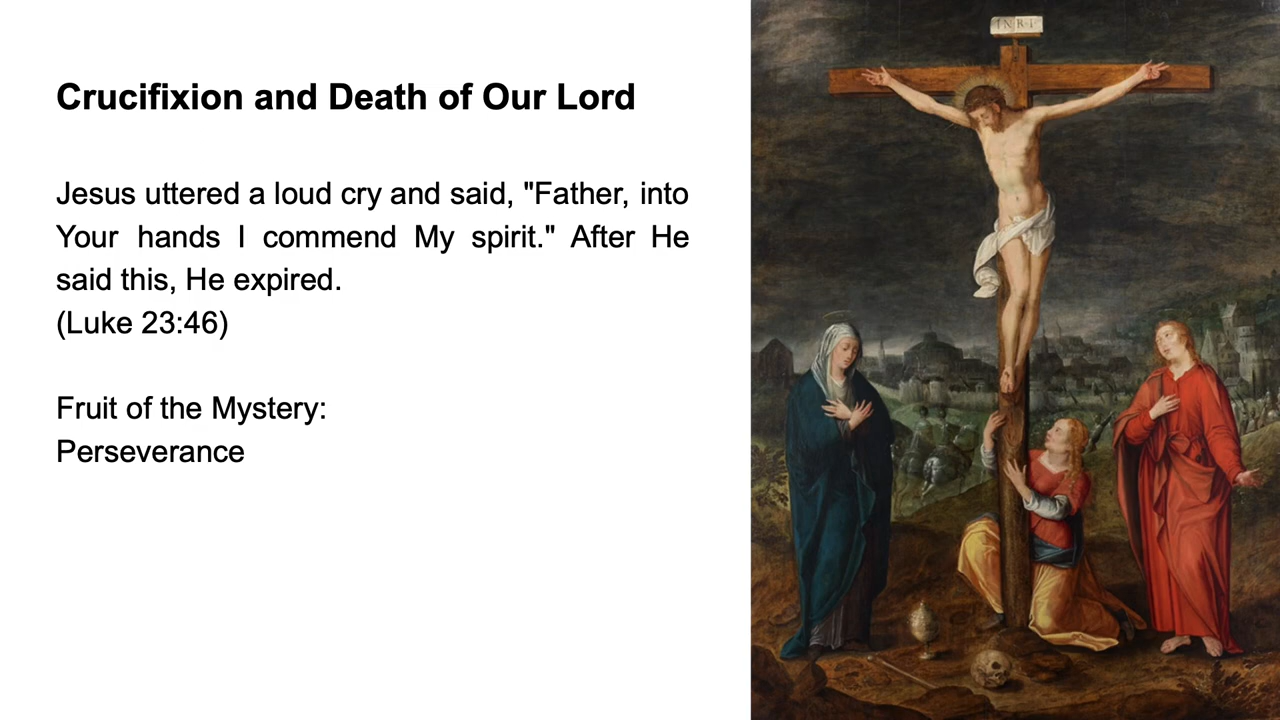 Crucifixion and Death of Our Lord
Jesus uttered a loud cry and said, "Father, into
Your hands I commend My spirit." After He
said this, He expired.
(Luke 23:46)
Fruit of the Mystery:
Perseverance
INRI